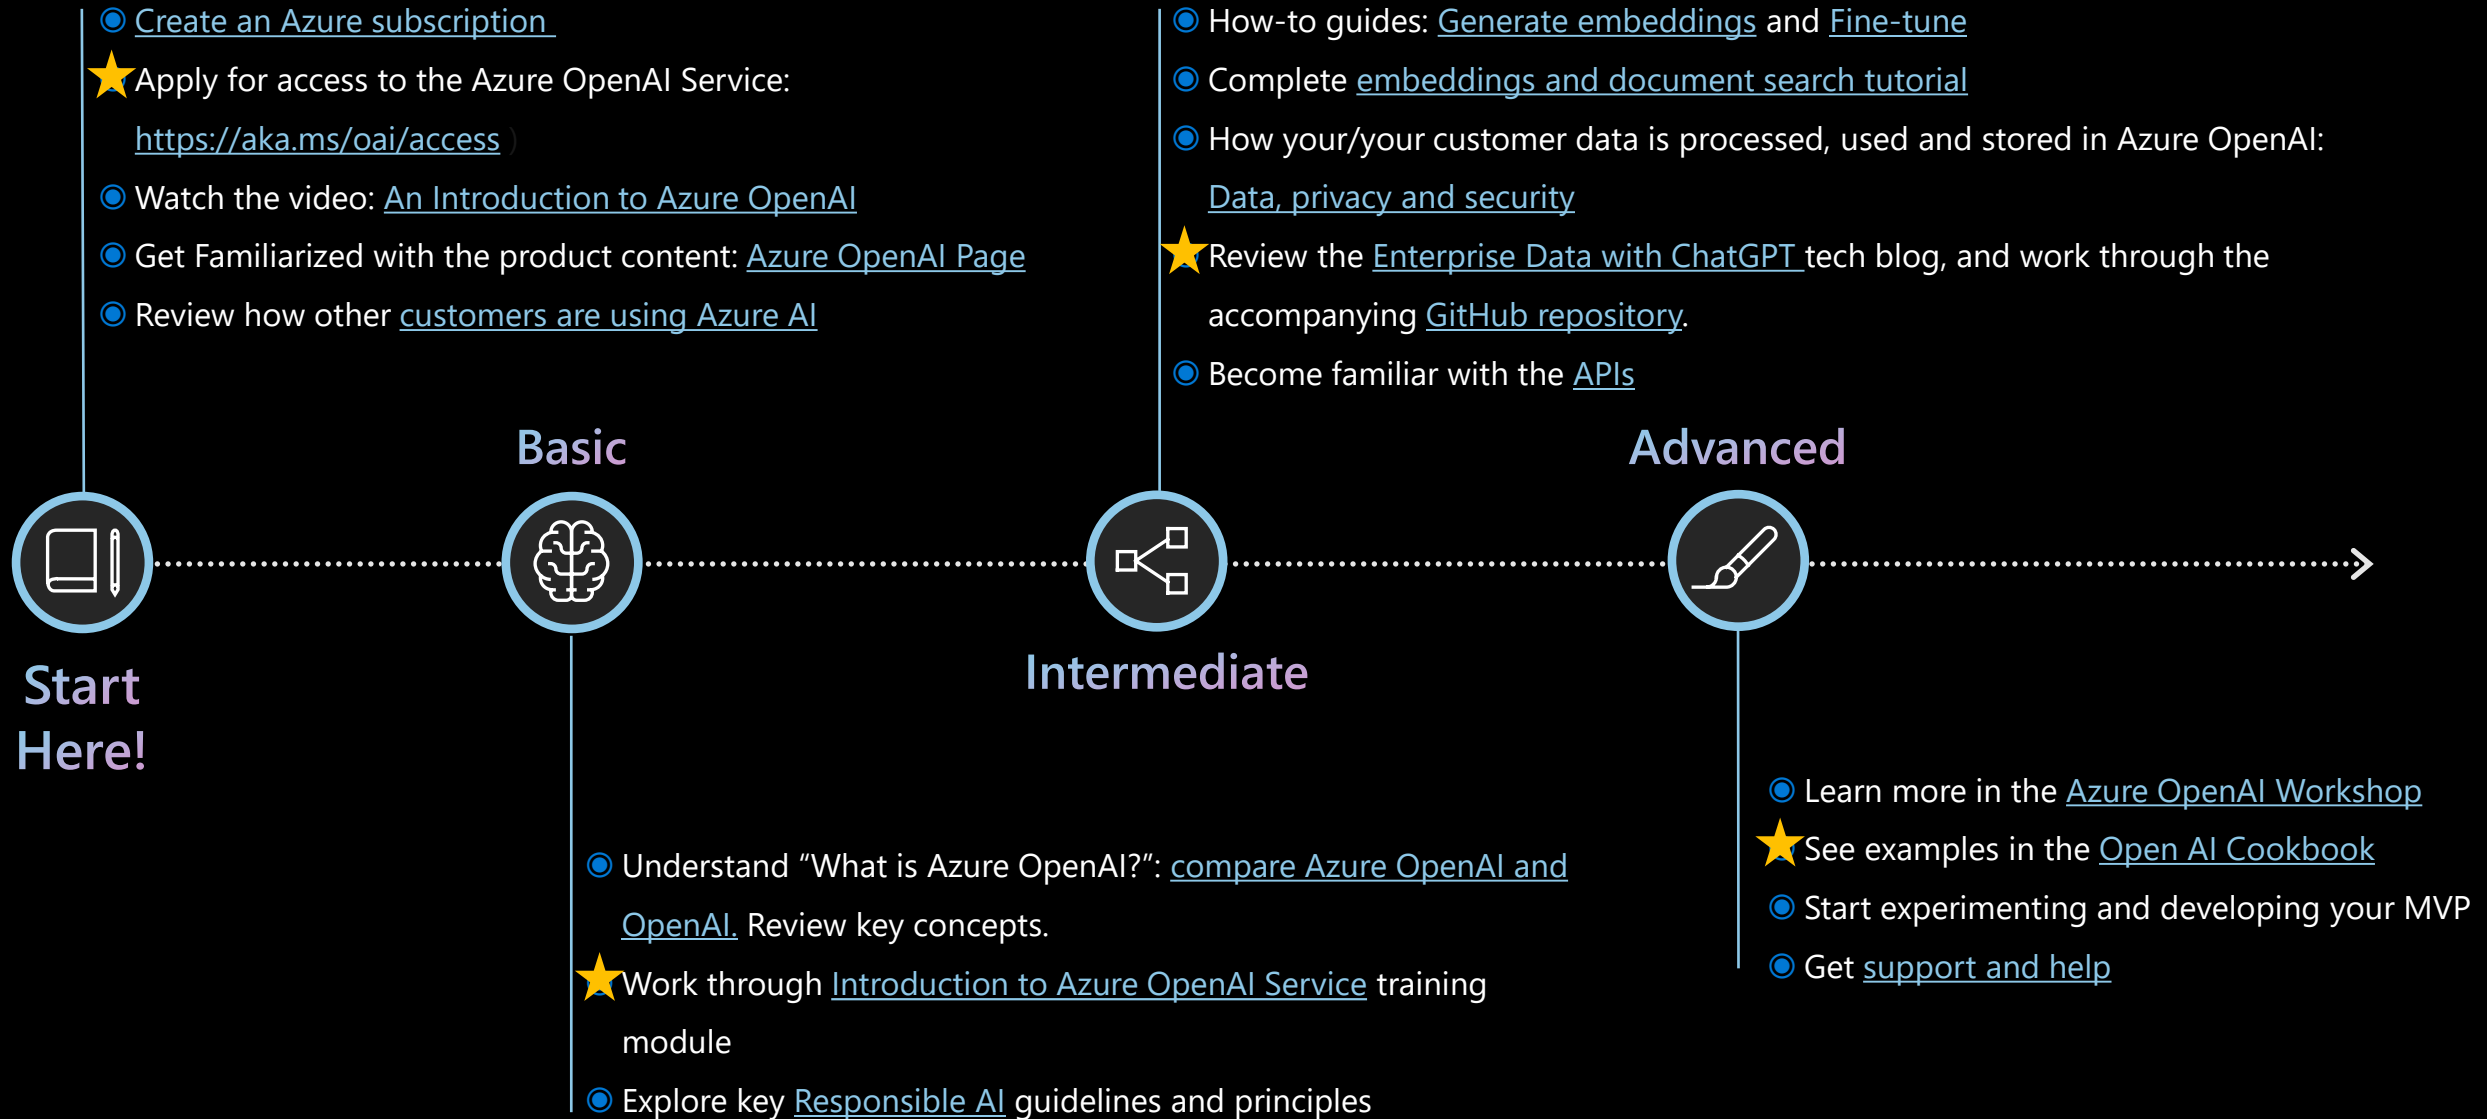 Create an Azure subscription
Apply for access to the Azure OpenAI Service:
https://aka.ms/oai/access )
Watch the video: An Introduction to Azure OpenAI
Get Familiarized with the product content: Azure OpenAI Page
Review how other customers are using Azure AI
How-to guides: Generate embeddings and Fine-tune
Complete embeddings and document search tutorial
How your/your customer data is processed, used and stored in Azure OpenAI:
Data, privacy and security
Review the Enterprise Data with ChatGPT tech blog, and work through the
accompanying GitHub repository.
Become familiar with the APIs
Basic
Advanced
Start
Here!
Intermediate
Understand “What is Azure OpenAI?”: compare Azure OpenAI and
OpenAI. Review key concepts.
Work through Introduction to Azure OpenAI Service training
module
Explore key Responsible AI guidelines and principles
Learn more in the Azure OpenAI Workshop
See examples in the Open AI Cookbook
Start experimenting and developing your MVP
Get support and help